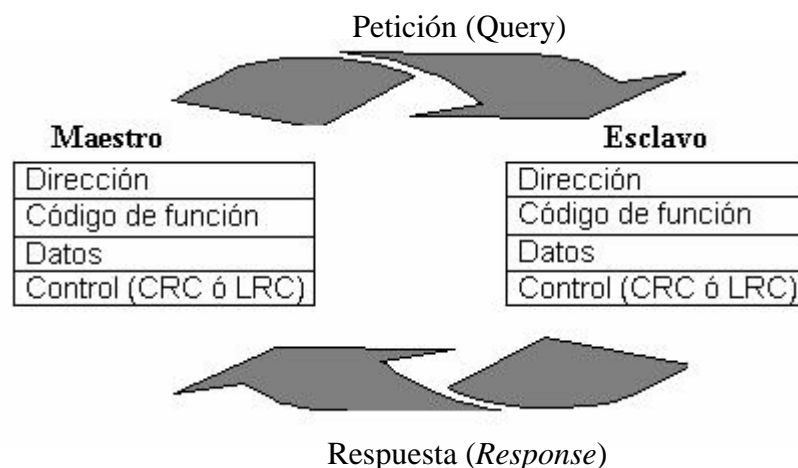 Petición (Query)
Maestro
Dirección
Código de función
Datos
Control (CRC ó LRC)
Esclavo
Dirección
Código de función
Datos
Control (CRC ó LRC)
Respuesta (Response)